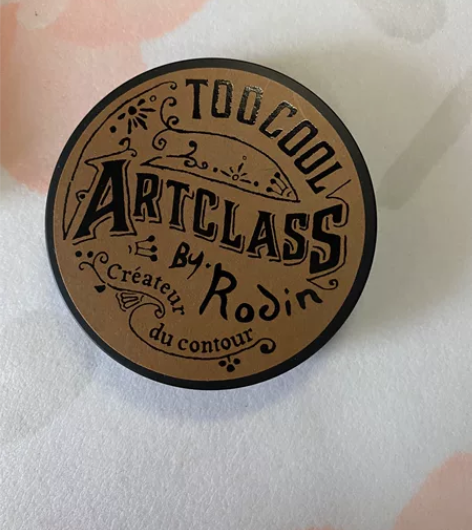 TOO COOL
ARTCLASS
BY Rodin
Créateur
du contour